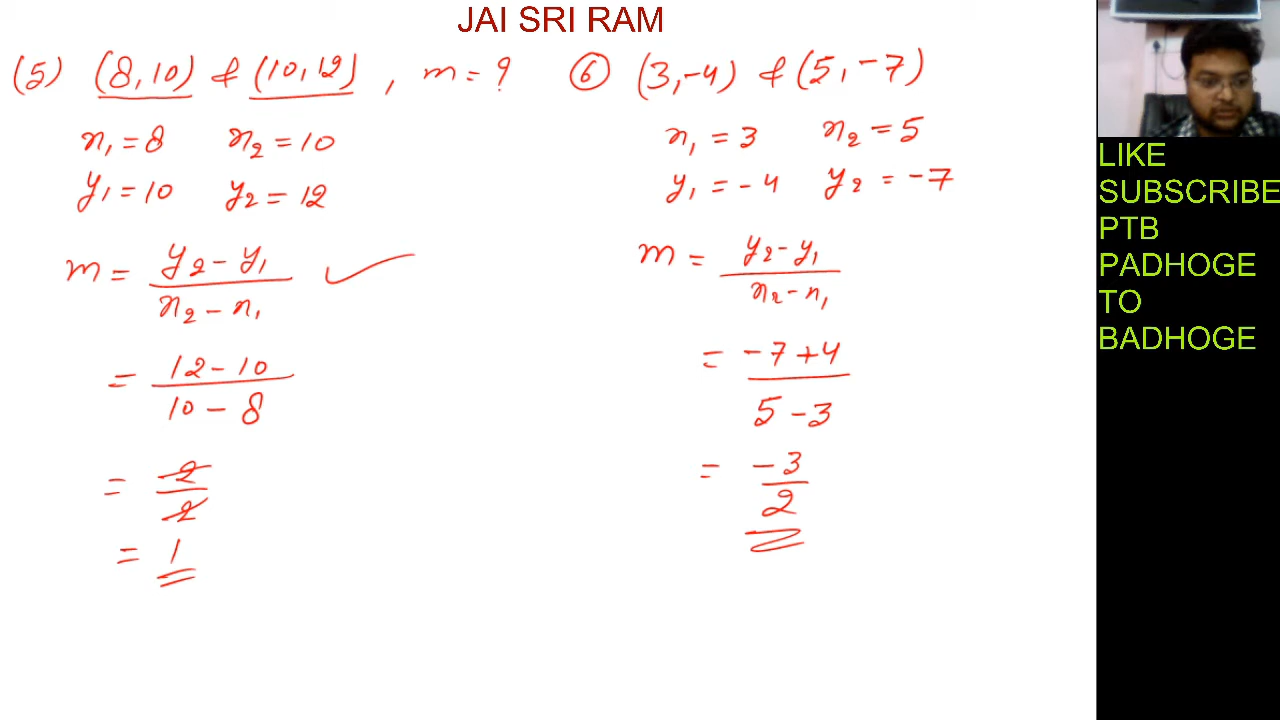 JAI SRI RAM
(5) (8,10) & (10,12) , m = ?
x₁ = 8 x₂ = 10
y₁ = 10 y₂ = 12
m = y₂ - y₁ / x₂ - x₁ ✓
= 12 - 10 / 10 - 8
= 2 / 2
= 1
⑥ (3,-4) & (5,-7)
x₁ = 3 x₂ = 5
y₁ = -4 y₂ = -7
m = y₂ - y₁ / x₂ - x₁
= -7 + 4 / 5 - 3
= -3 / 2
LIKE
SUBSCRIBE
PTB
PADHOGE
TO
BADHOGE